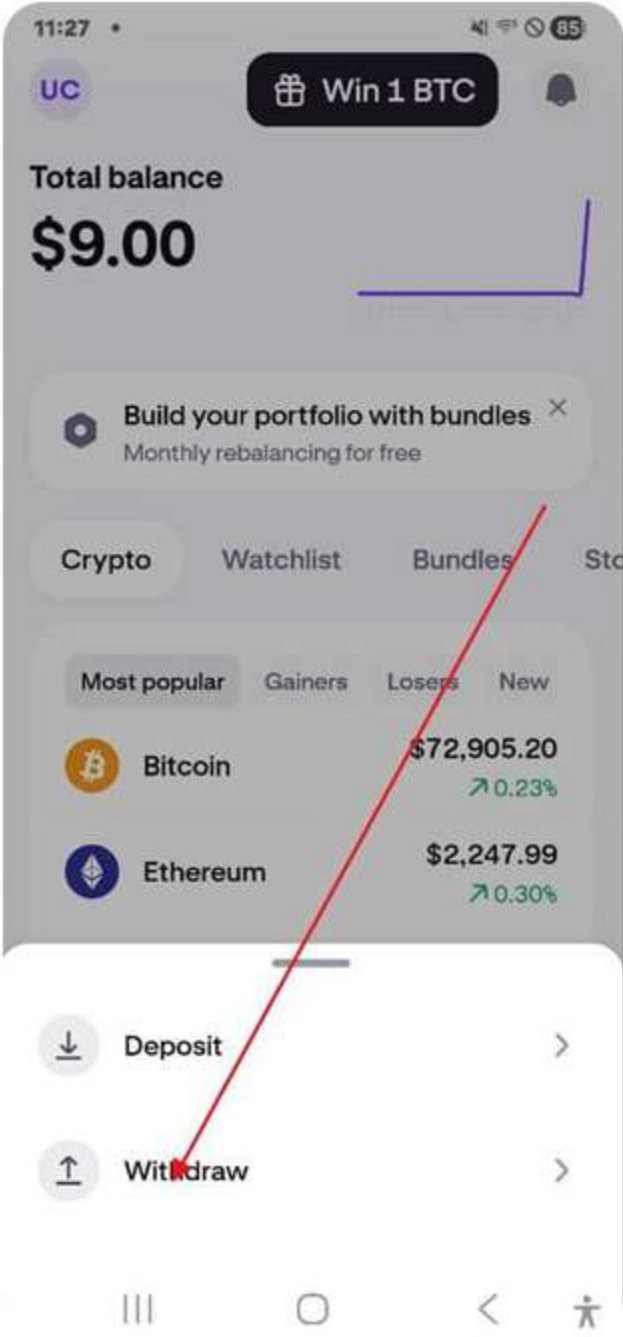 11:27
85
UC
Win 1 BTC
Total balance
$9.00
Build your portfolio with bundles
Monthly rebalancing for free
Crypto Watchlist Bundles Sto
Most popular Gainers Losers New
Bitcoin $72,905.20
0.23%
Ethereum $2,247.99
0.30%
Deposit
Withdraw